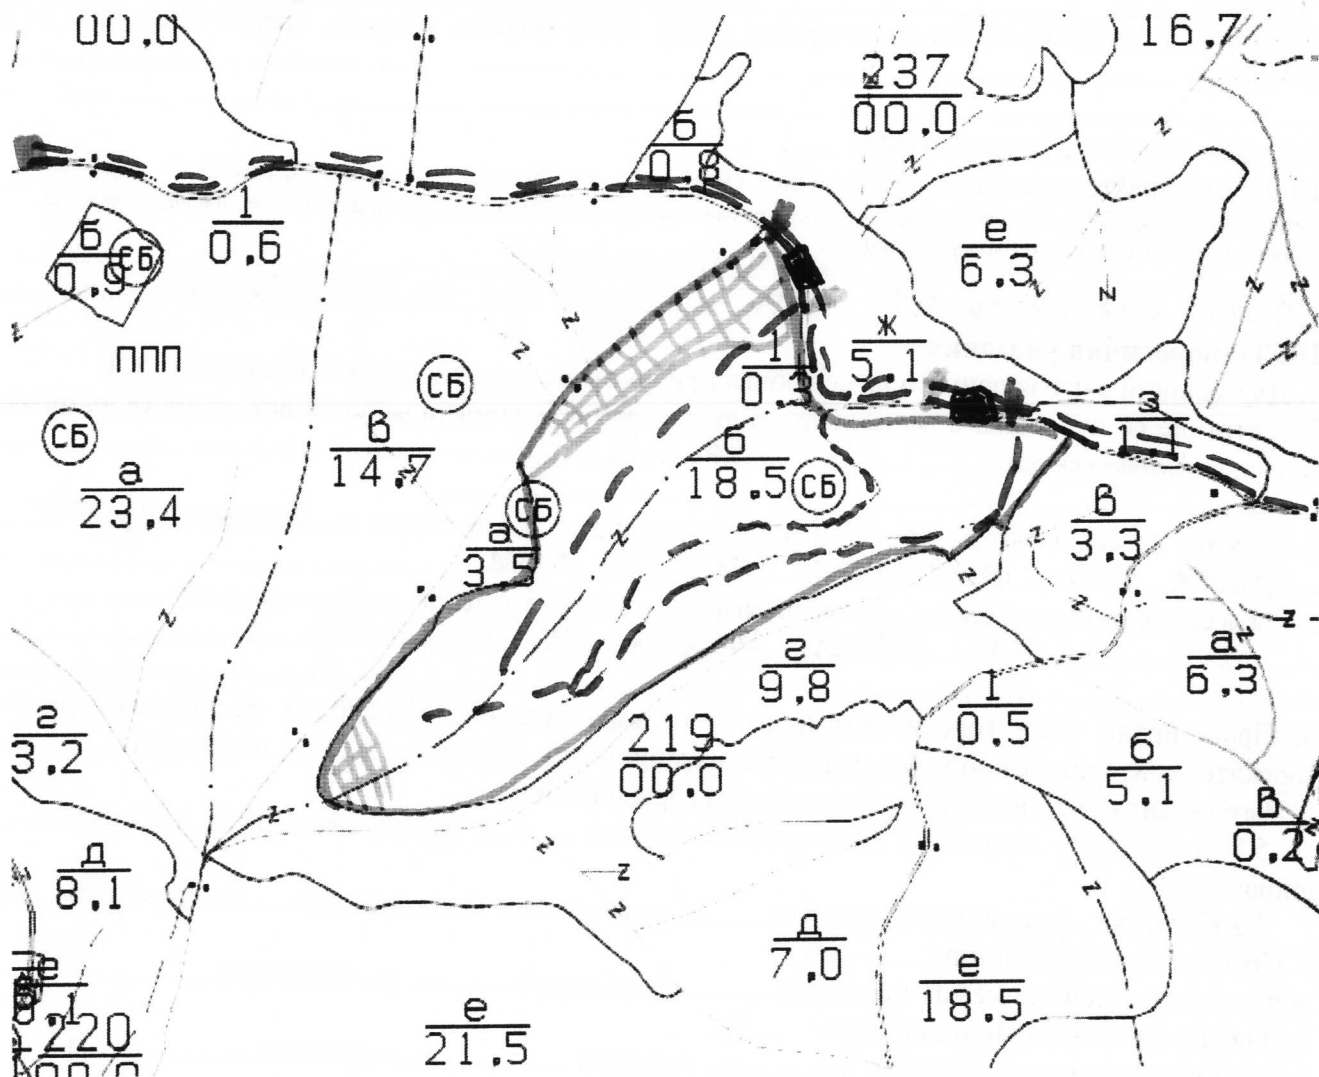 00,0
16,7
237
00,0
б
0,8
1
0,6
б
0,9
СБ
е
6,3
ППП
СБ
ж
5,1
1
0,3
СБ
в
14,7
а
23,4
б
18,5
СБ
З
1,1
СБ
а
3,5
в
3,3
г
9,8
а
6,3
1
0,5
г
3,2
219
00,0
б
5,1
в
0,2
д
8,1
д
7,0
е
18,5
е
21,5
220